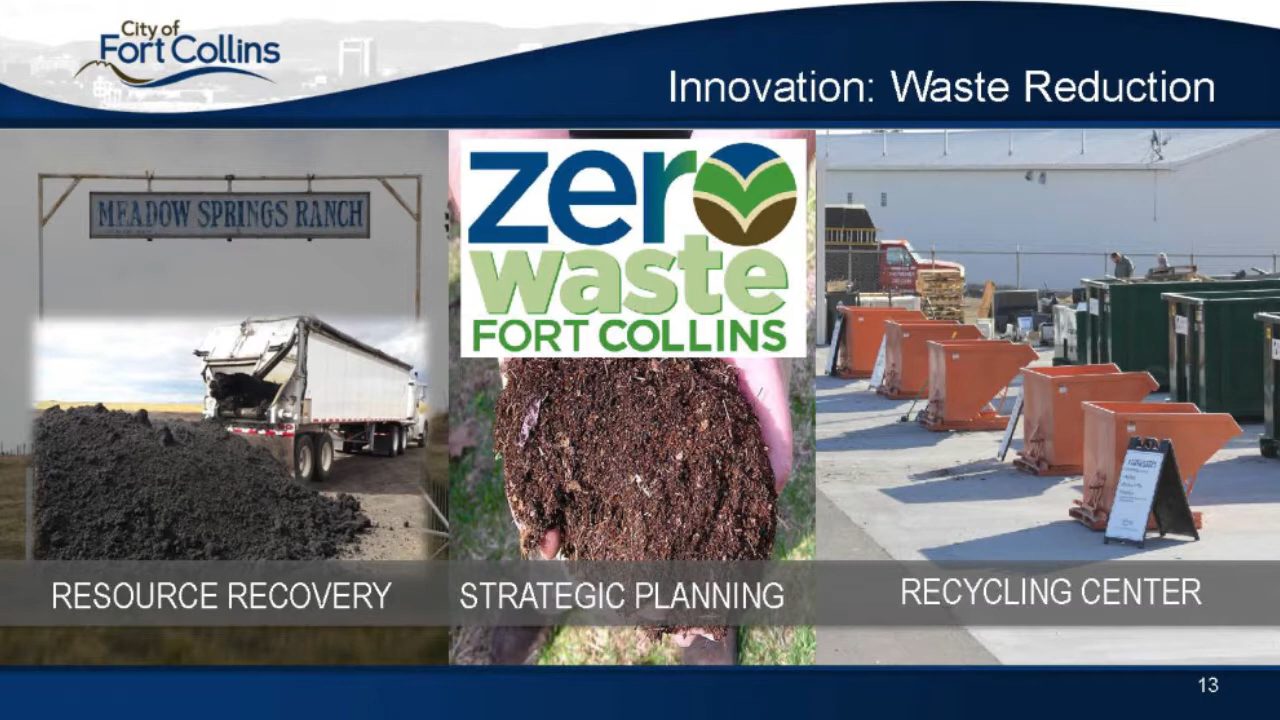 City of
Fort Collins
Innovation: Waste Reduction
MEADOW SPRINGS RANCH
zero
waste
FORT COLLINS
RESOURCE RECOVERY
STRATEGIC PLANNING
RECYCLING CENTER
13